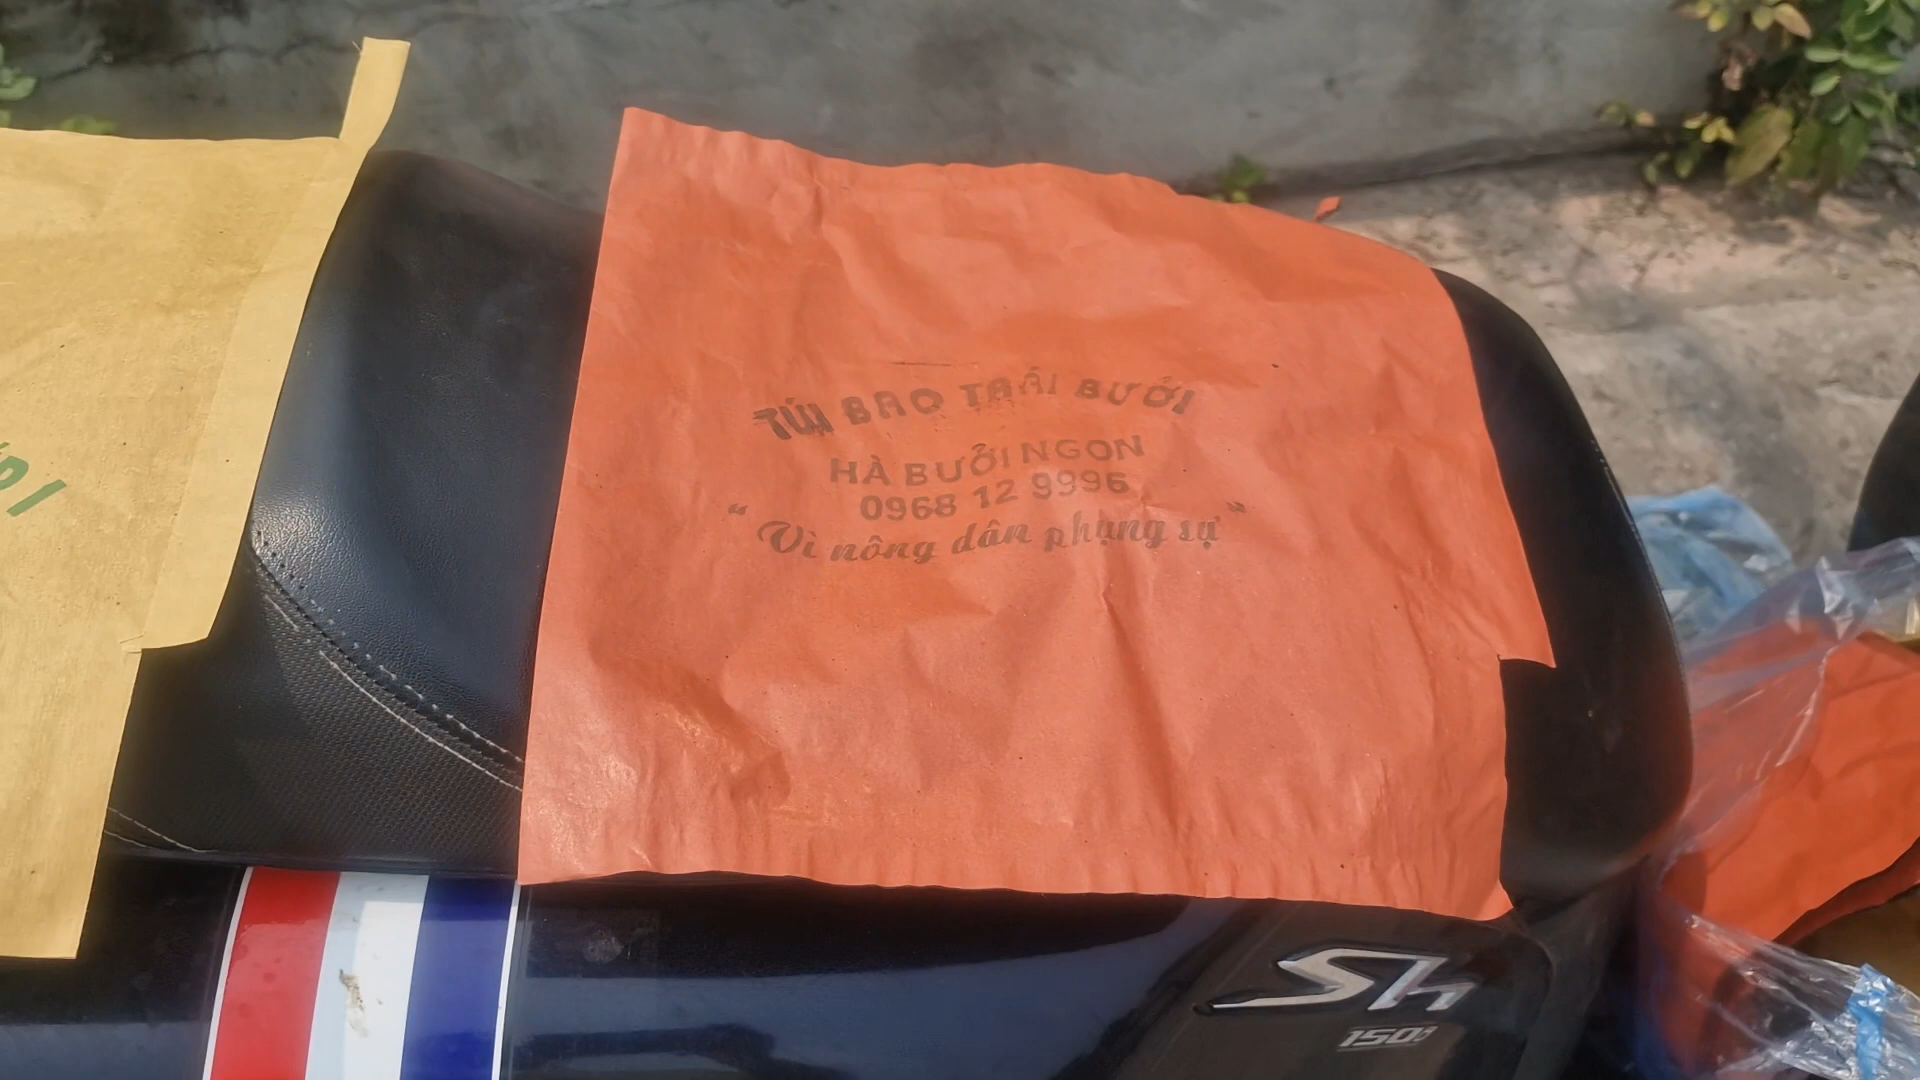 TÚI BAO TRÁI BƯỞI
HÀ BƯỞI NGON
0968 12 9996
“Vì nông dân phụng sự”
Sh
150i